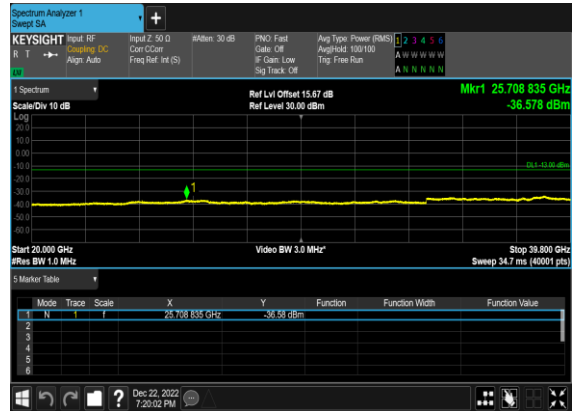 Spectrum Analyzer 1
Swept SA
KEYSIGHT Input: RF Input Z: 50 Ω #Atten: 30 dB PNO: Fast Avg Type: Power (RMS) 1 2 3 4 5 6
R T Coupling: DC Corr CCorr Gate: Off Avg|Hold: 100/100 A W W W W W
Align: Auto Freq Ref: Int (S) IF Gain: Low Trig: Free Run
Sig Track: Off A N N N N N
1 Spectrum Ref Lvl Offset 15.67 dB Mkr1 25.708 835 GHz
Scale/Div 10 dB Ref Level 30.00 dBm -36.578 dBm
Log
20.0
10.0
0.00
-10.0
DL1 -13.00 dBm
-20.0
-30.0
1
-40.0
-50.0
-60.0
Start 20.000 GHz Video BW 3.0 MHz* Stop 39.800 GHz
#Res BW 1.0 MHz Sweep 34.7 ms (40001 pts)
5 Marker Table
Mode Trace Scale X Y Function Function Width Function Value
1 N 1 f 25.708 835 GHz -36.58 dBm
2
3
4
5
6
? Dec 22, 2022
7:20:02 PM